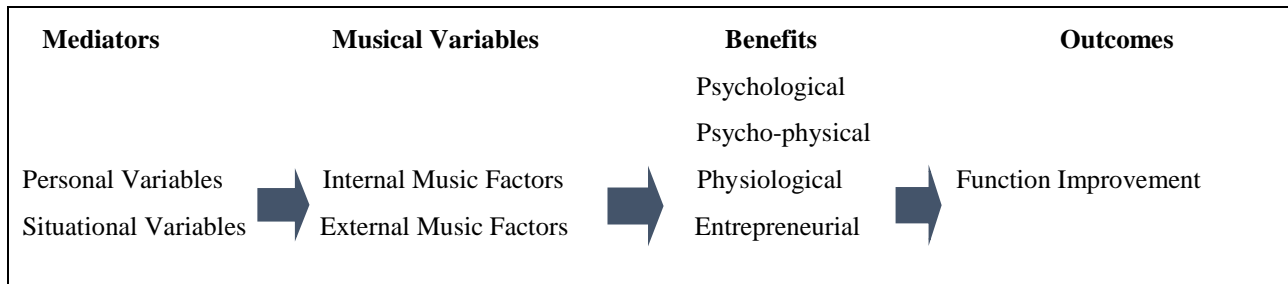 Mediators Musical Variables Benefits Outcomes
Psychological
Psycho-physical
Personal Variables Internal Music Factors Physiological Function Improvement
Situational Variables External Music Factors Entrepreneurial